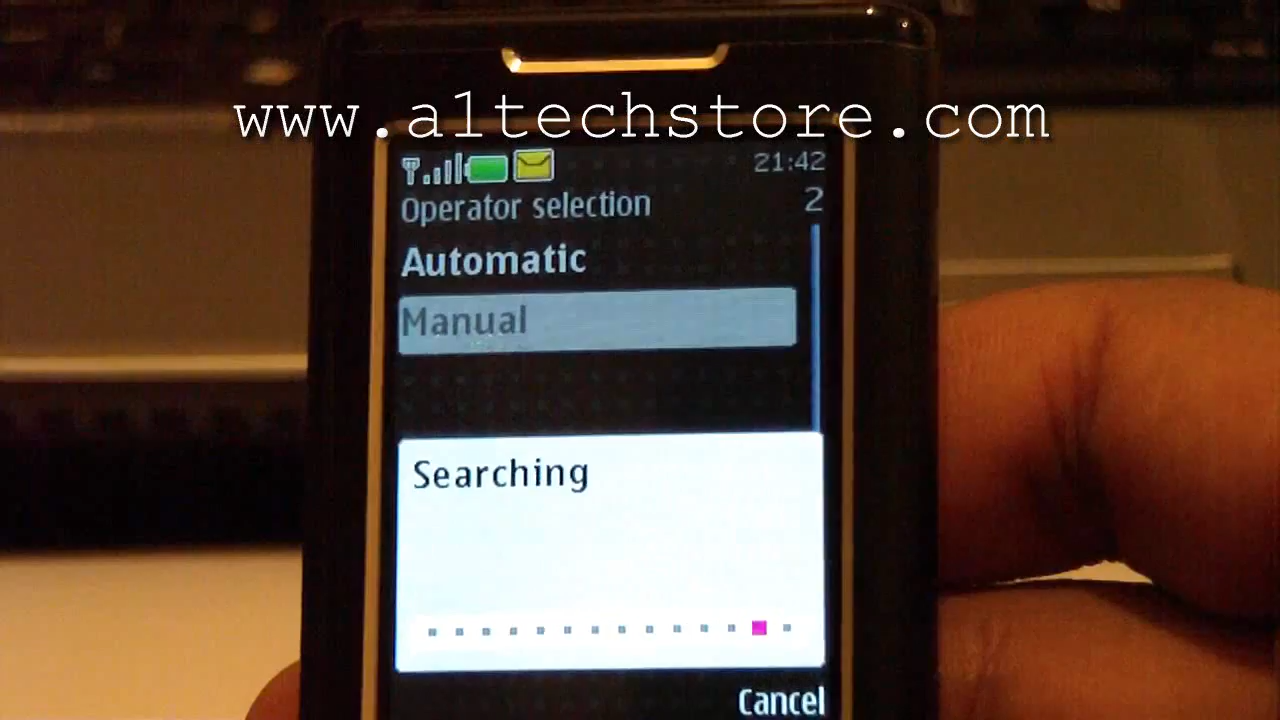 www.a1techstore.com
21:42
Operator selection 2
Automatic
Manual
Searching
Cancel